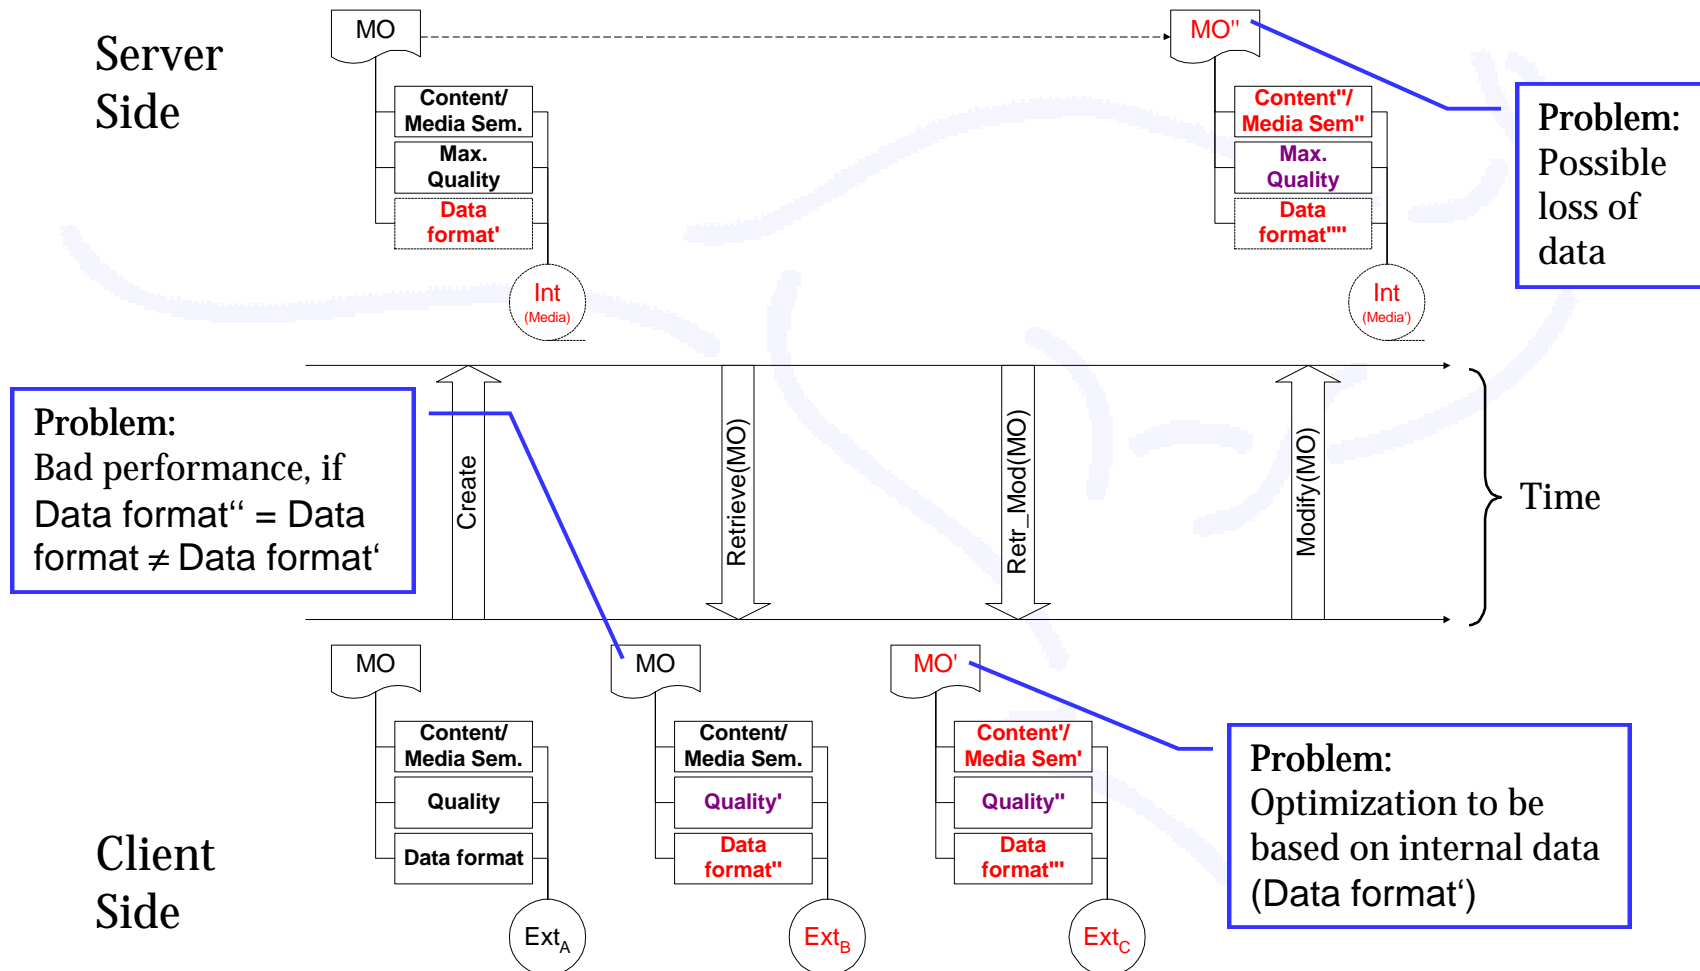 Server
Side
MO
Content/
Media Sem.
Max.
Quality
Data
format'
Int
(Media)
MO"
Content"/
Media Sem"
Max.
Quality
Data
format""
Int
(Media')
Problem:
Possible
loss of
data
Problem:
Bad performance, if
Data format“ = Data
format ≠ Data format‘
Create
Retrieve(MO)
Retr_Mod(MO)
Modify(MO)
Time
Client
Side
MO
Content/
Media Sem.
Quality
Data format
ExtA
MO
Content/
Media Sem.
Quality'
Data
format"
ExtB
MO'
Content'/
Media Sem'
Quality"
Data
format'"
ExtC
Problem:
Optimization to be
based on internal data
(Data format‘)